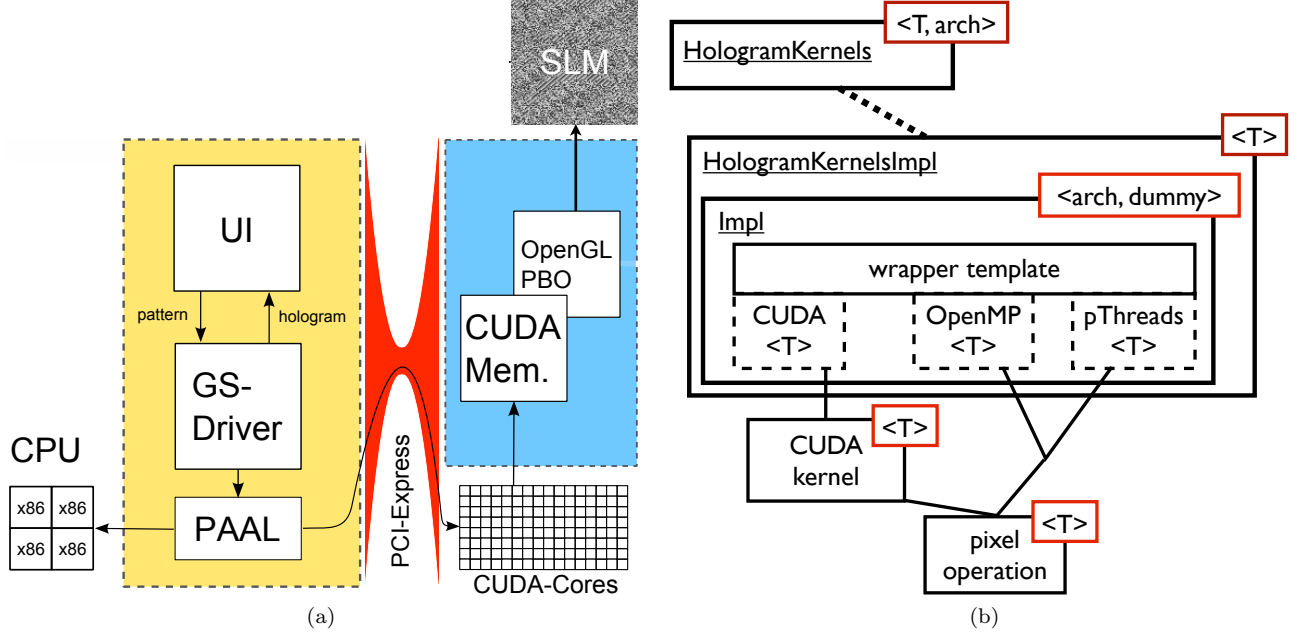 SLM
UI
pattern
hologram
GS-
Driver
PAAL
CPU
x86 x86
x86 x86
PCI-Express
OpenGL
PBO
CUDA
Mem.
CUDA-Cores
(a)
<T, arch>
HologramKernels
<T>
HologramKernelsImpl
<arch, dummy>
Impl
wrapper template
CUDA
<T>
OpenMP
<T>
pThreads
<T>
<T>
CUDA
kernel
<T>
pixel
operation
(b)